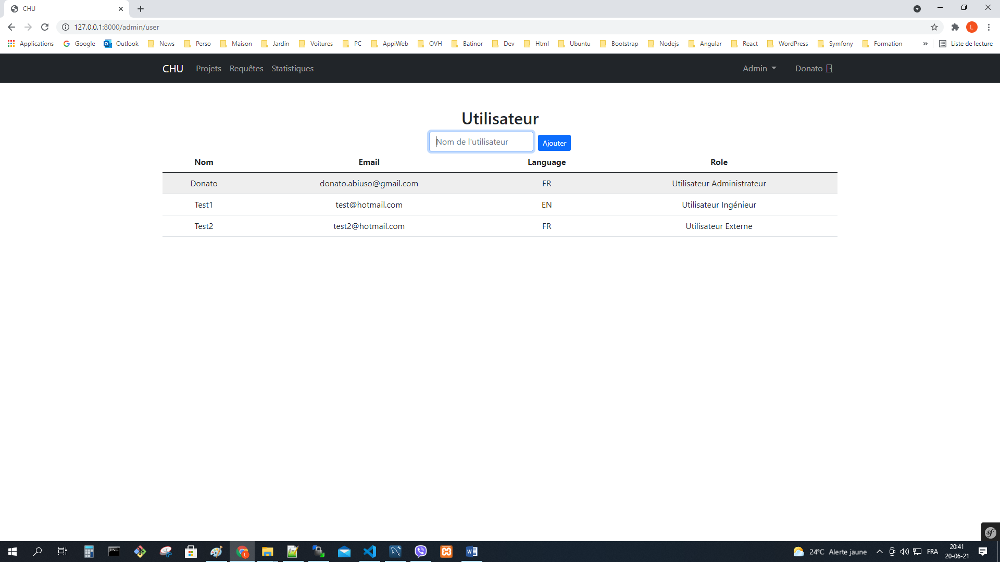 CHU
127.0.0.1:8000/admin/user
L
Applications Google Outlook News Perso Maison Jardin Voitures PC AppiWeb OVH Batinor Dev Html Ubuntu Bootstrap Nodejs Angular React WordPress Symfony Formation » Liste de lecture
CHU Projets Requêtes Statistiques Admin Donato
Utilisateur
Nom de l'utilisateur Ajouter
Nom Email Language Role
Donato donato.abiuso@gmail.com FR Utilisateur Administrateur
Test1 test@hotmail.com EN Utilisateur Ingénieur
Test2 test2@hotmail.com FR Utilisateur Externe
sf
24°C Alerte jaune FRA 20:41
20-06-21